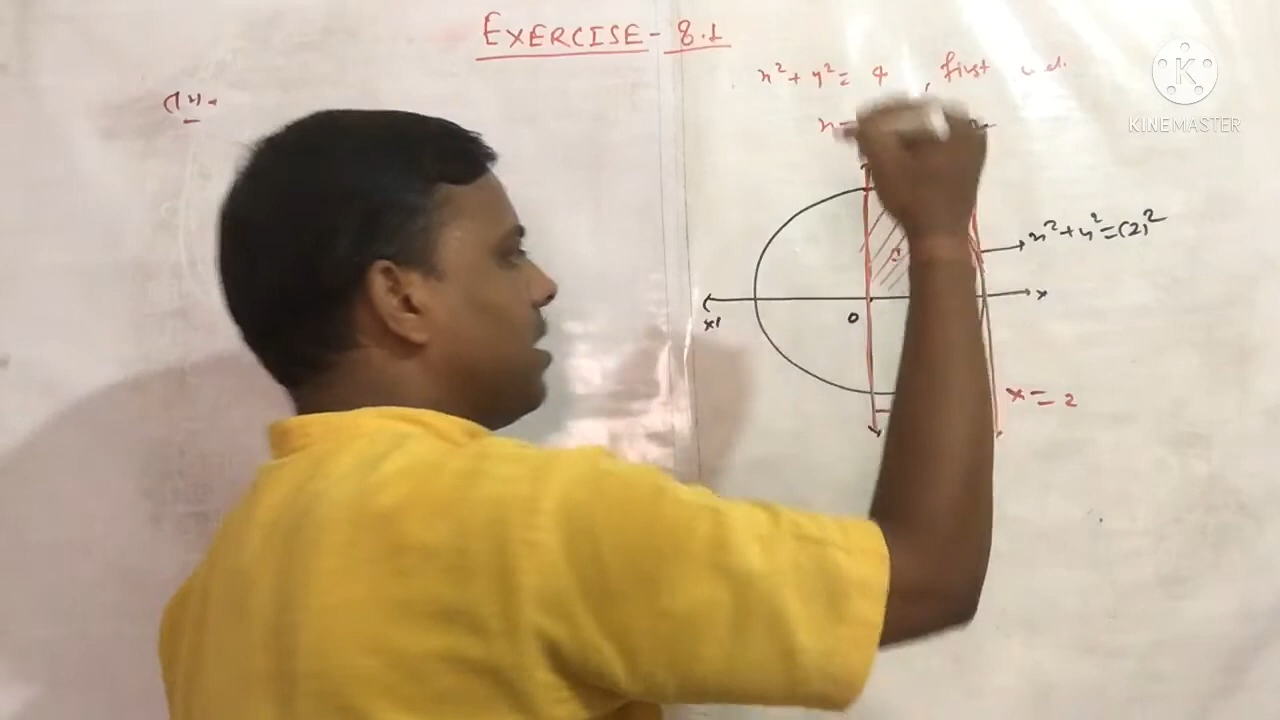 EXERCISE - 8.1
x² + y² = 4 , first
x =
x² + y² = (2)²
x
0
x'
x = 2
KINEMASTER